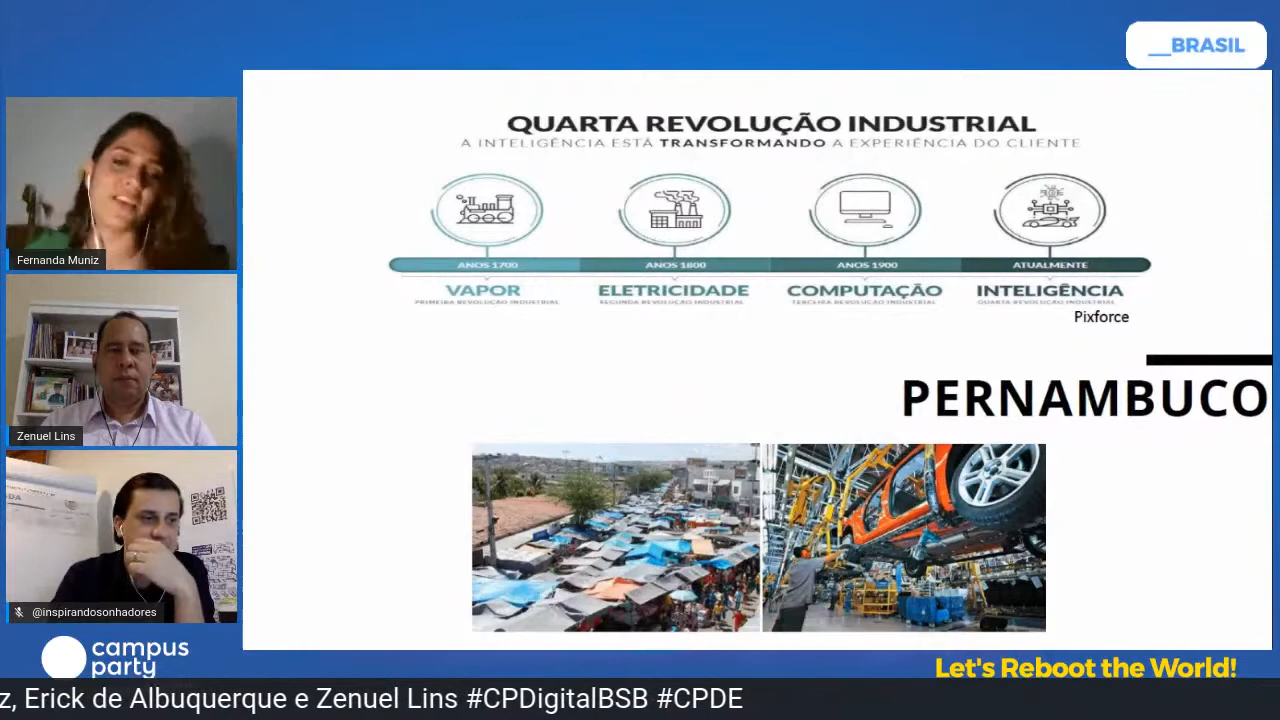 __BRASIL
QUARTA REVOLUÇÃO INDUSTRIAL
A INTELIGÊNCIA ESTÁ TRANSFORMANDO A EXPERIÊNCIA DO CLIENTE
ANOS 1700 ANOS 1800 ANOS 1900 ATUALMENTE
VAPOR ELETRICIDADE COMPUTAÇÃO INTELIGÊNCIA
PRIMEIRA REVOLUÇÃO INDUSTRIAL SEGUNDA REVOLUÇÃO INDUSTRIAL TERCEIRA REVOLUÇÃO INDUSTRIAL QUARTA REVOLUÇÃO INDUSTRIAL
Pixforce
PERNAMBUCO
Fernanda Muniz
Zenuel Lins
@inspirandosonhadores
campus
party
Let's Reboot the World!
z, Erick de Albuquerque e Zenuel Lins #CPDigitalBSB #CPDE